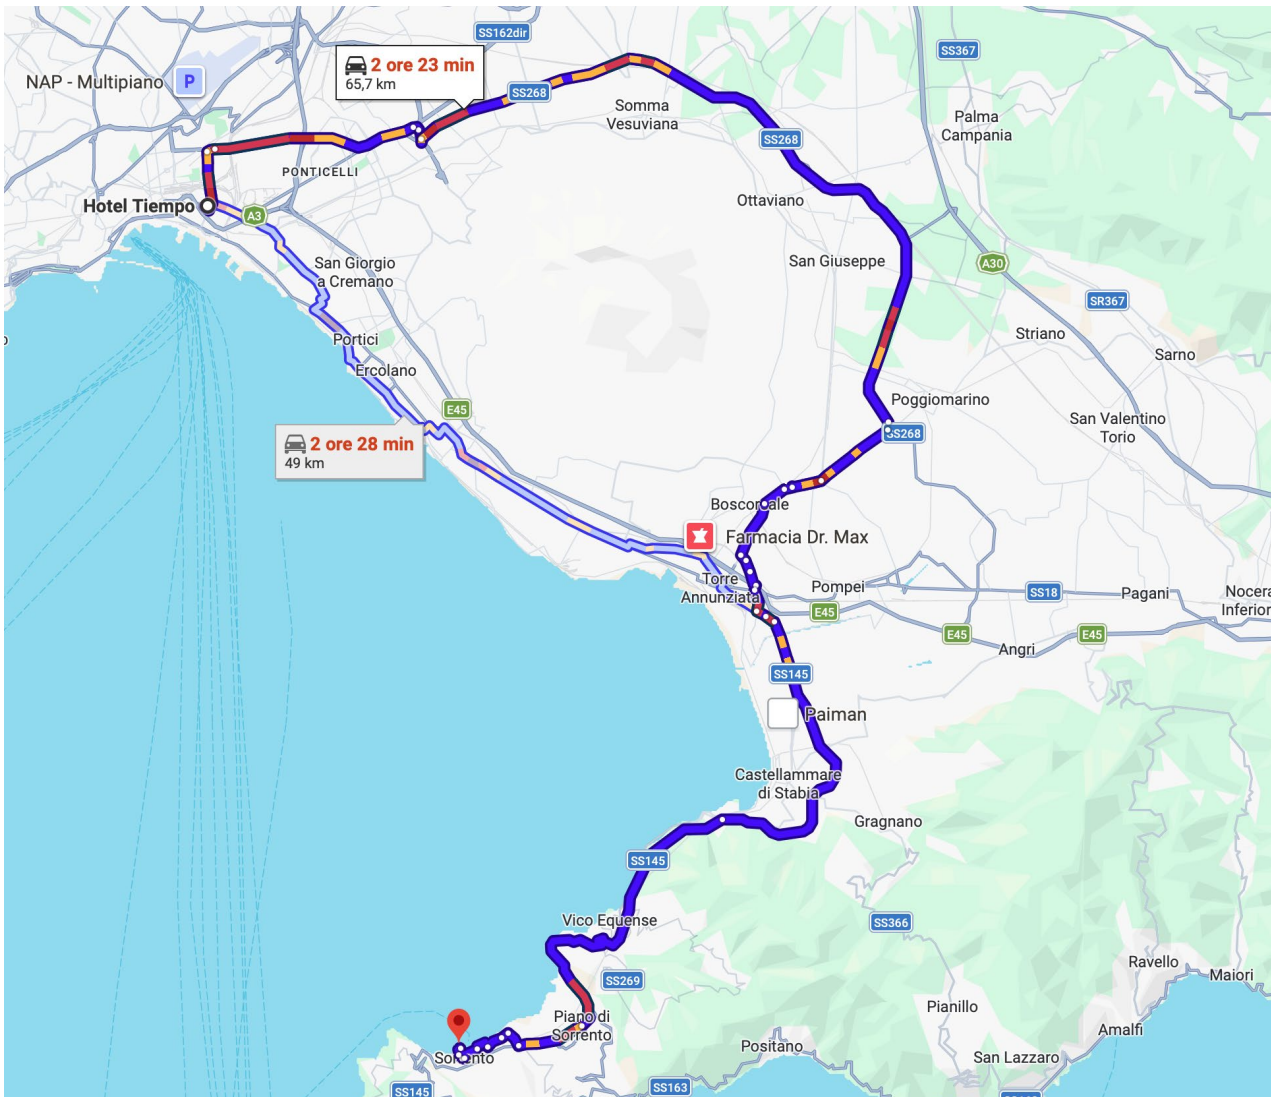 SS162dir
SS367
NAP - Multipiano
P
2 ore 23 min
65,7 km
SS268
Somma
Vesuviana
Palma
Campania
SS268
PONTICELLI
Hotel Tiempo
A3
Ottaviano
San Giorgio
a Cremano
San Giuseppe
A30
SR367
Striano
Sarno
Portici
Ercolano
E45
Poggiomarino
San Valentino
Torio
SS268
2 ore 28 min
49 km
Boscoreale
Farmacia Dr. Max
Torre
Annunziata
Pompei
SS18
Pagani
Nocera
Inferior
E45
E45
E45
Angri
SS145
Paiman
Castellammare
di Stabia
Gragnano
SS145
Vico Equense
SS366
SS269
Ravello
Maiori
Pianillo
Piano di
Sorrento
Amalfi
Positano
Sorrento
San Lazzaro
SS145
SS163